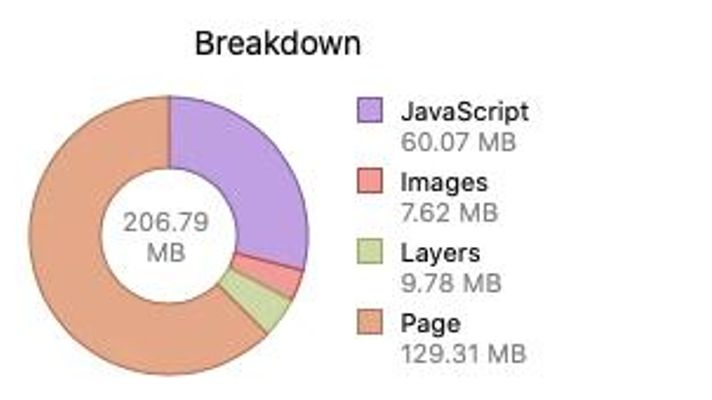 Breakdown
206.79
MB
JavaScript
60.07 MB
Images
7.62 MB
Layers
9.78 MB
Page
129.31 MB